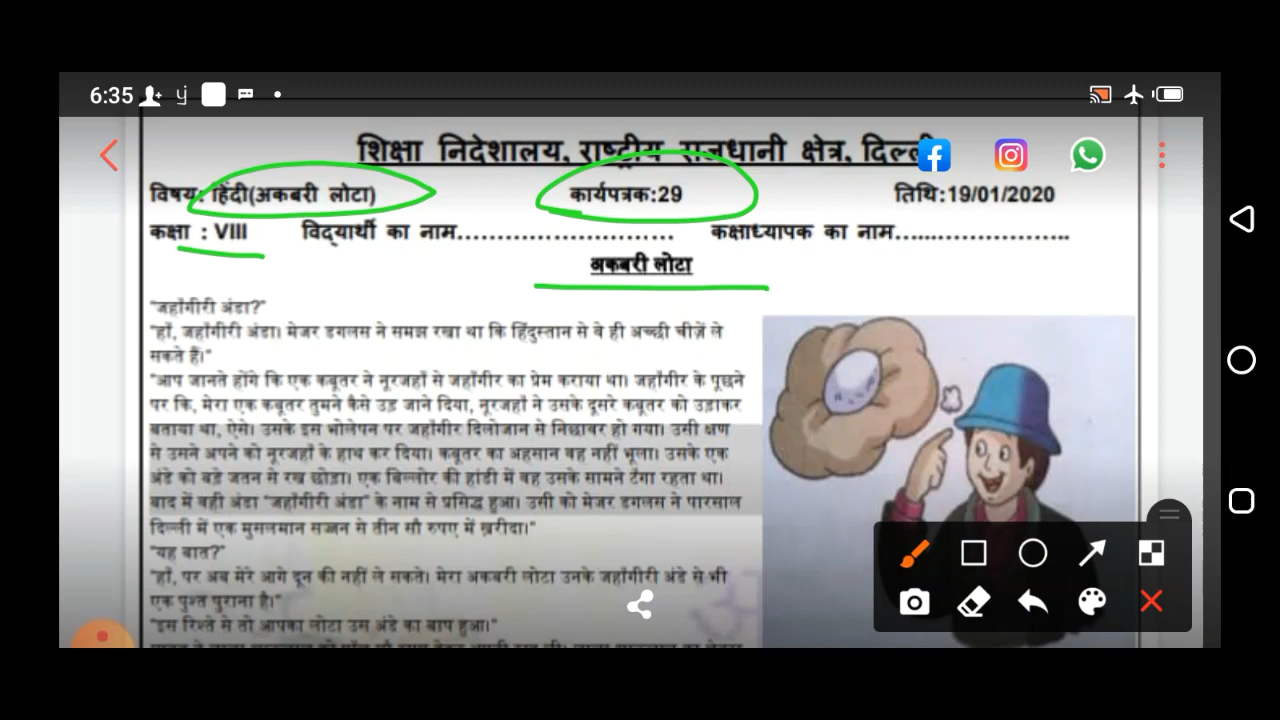 6:35
शिक्षा निदेशालय, राष्ट्रीय राजधानी क्षेत्र, दिल्ली
विषय: हिंदी(अकबरी लोटा) कार्यपत्रक:29 तिथि:19/01/2020
कक्षा : VIII विद्यार्थी का नाम........................... कक्षाध्यापक का नाम......................
अकबरी लोटा
"जहाँगीरी अंडा?"
"हाँ, जहाँगीरी अंडा। मेजर डगलस ने समझ रखा था कि हिंदुस्तान से वे ही अच्छी चीज़ें ले
सकते हैं।"
"आप जानते होंगे कि एक कबूतर ने नूरजहाँ से जहाँगीर का प्रेम कराया था। जहाँगीर के पूछने
पर कि, मेरा एक कबूतर तुमने कैसे उड़ जाने दिया, नूरजहाँ ने उसके दूसरे कबूतर को उड़ाकर
बताया था, ऐसे। उसके इस भोलेपन पर जहाँगीर दिलोजान से निछावर हो गया। उसी क्षण
से उसने अपने को नूरजहाँ के हाथ कर दिया। कबूतर का अहसान वह नहीं भूला। उसके एक
अंडे को बड़े जतन से रख छोड़ा। एक बिल्लोर की हांडी में वह उसके सामने टँगा रहता था।
बाद में वही अंडा "जहाँगीरी अंडा" के नाम से प्रसिद्ध हुआ। उसी को मेजर डगलस ने पारसाल
दिल्ली में एक मुसलमान सज्जन से तीन सौ रुपए में ख़रीदा।"
"यह बात?"
"हाँ, पर अब मेरे आगे दून की नहीं ले सकते। मेरा अकबरी लोटा उनके जहाँगीरी अंडे से भी
एक पुश्त पुराना है।"
"इस रिश्ते से तो आपका लोटा उस अंडे का बाप हुआ।"